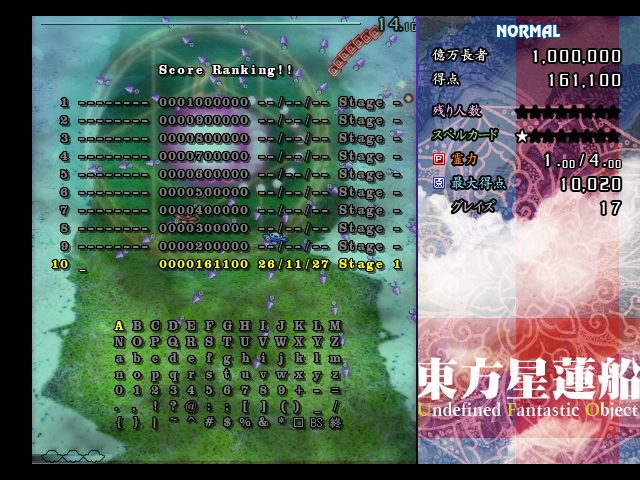 14.16
Score Ranking!!
1 -------- 0001000000 --/--/-- Stage -
2 -------- 0000900000 --/--/-- Stage -
3 -------- 0000800000 --/--/-- Stage -
4 -------- 0000700000 --/--/-- Stage -
5 -------- 0000600000 --/--/-- Stage -
6 -------- 0000500000 --/--/-- Stage -
7 -------- 0000400000 --/--/-- Stage -
8 -------- 0000300000 --/--/-- Stage -
9 -------- 0000200000 --/--/-- Stage -
10 _ 0000161100 26/11/27 Stage 1
A B C D E F G H I J K L M
N O P Q R S T U V W X Y Z
a b c d e f g h i j k l m
n o p q r s t u v w x y z
0 1 2 3 4 5 6 7 8 9 + - =
. , ! ? @ : ; [ ] ( ) _ /
{ } | ~ ^ # $ % & * □ BS 終
NORMAL
億万長者 1,000,000
得点 161,100
残り人数
スペルカード
P 霊力 1.00/4.00
点 最大得点 10,020
グレイズ 17
東方星蓮船
Undefined Fantastic Object